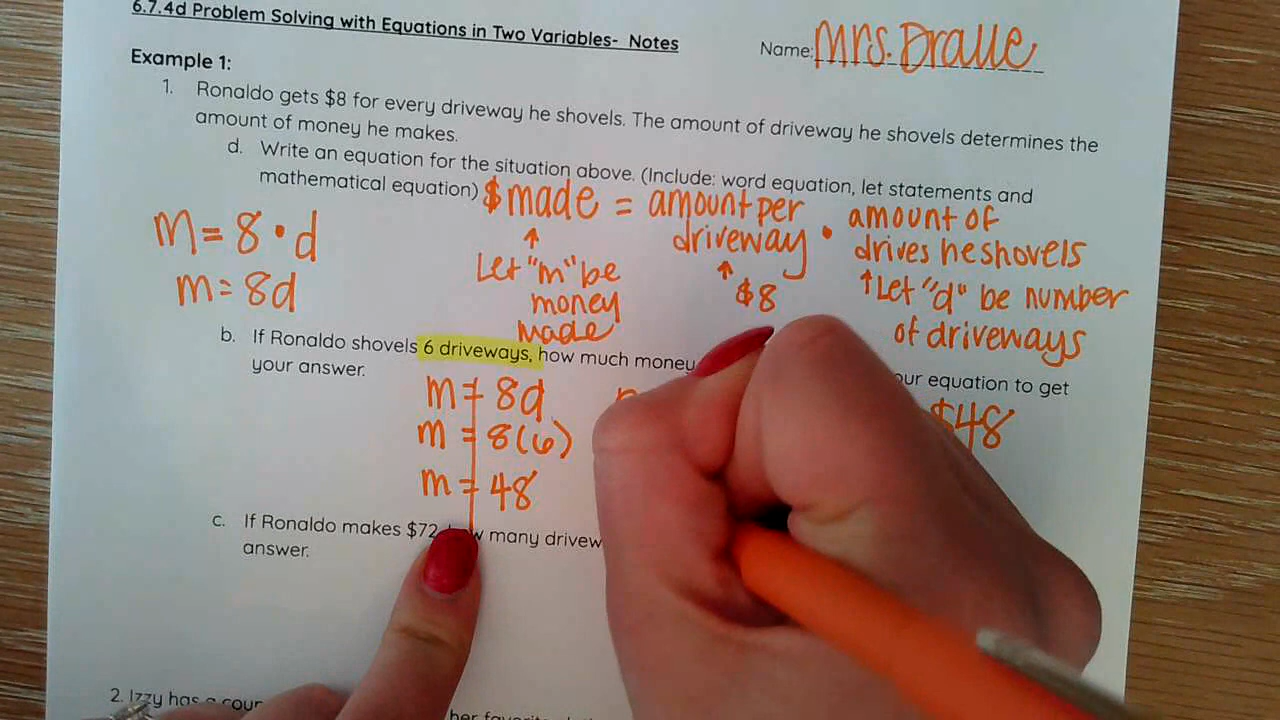 6.7.4d Problem Solving with Equations in Two Variables- Notes
Name: Mrs. Dralle
Example 1:
1. Ronaldo gets $8 for every driveway he shovels. The amount of driveway he shovels determines the
amount of money he makes.
d. Write an equation for the situation above. (Include: word equation, let statements and
mathematical equation)
$ made = amount per driveway • amount of drives he shovels
Let "m" be
money
made
$8
Let "d" be number
of driveways
m = 8 • d
m = 8d
b. If Ronaldo shovels 6 driveways, how much money our equation to get
your answer.
m = 8d
m = 8(6)
m = 48
$48
c. If Ronaldo makes $72 many drivew
answer.
2. Izzy has a
her